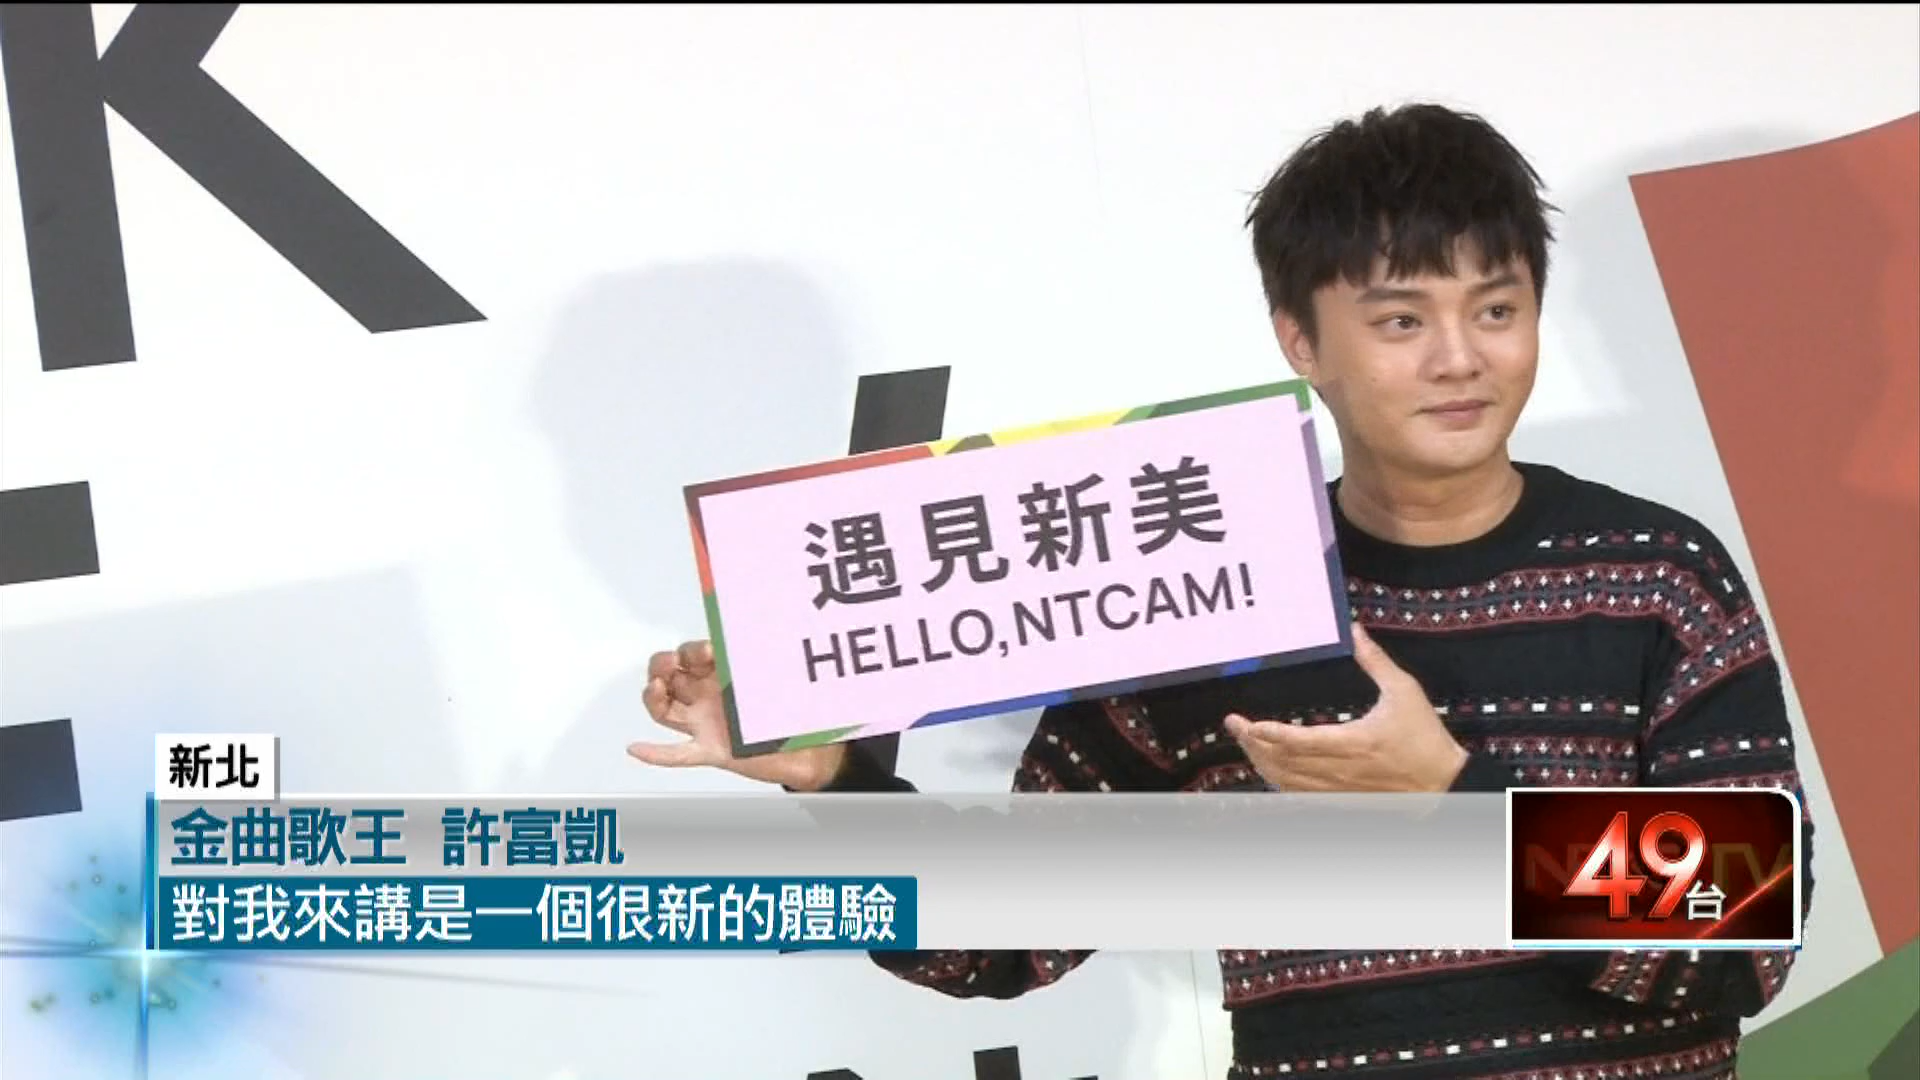 K
遇見新美
HELLO,NTCAM!
新北
金曲歌王 許富凱
對我來講是一個很新的體驗
49台